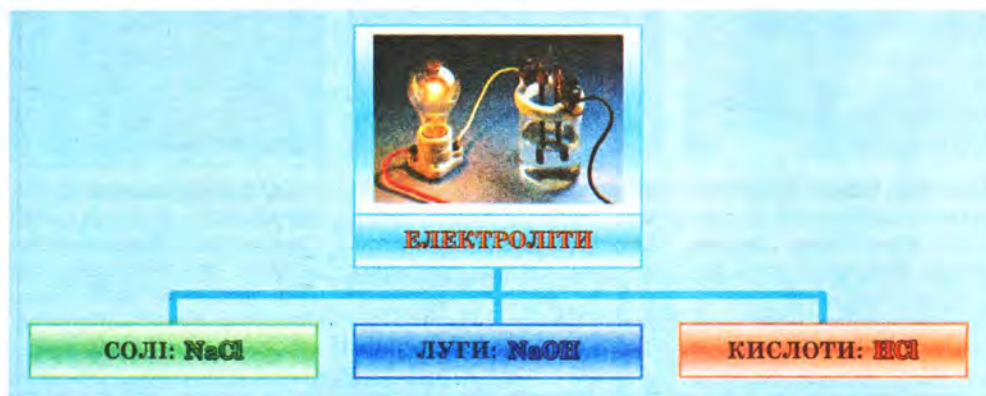 ЕЛЕКТРОЛІТИ
СОЛІ: NaCl
ЛУГИ: NaOH
КИСЛОТИ: HCl